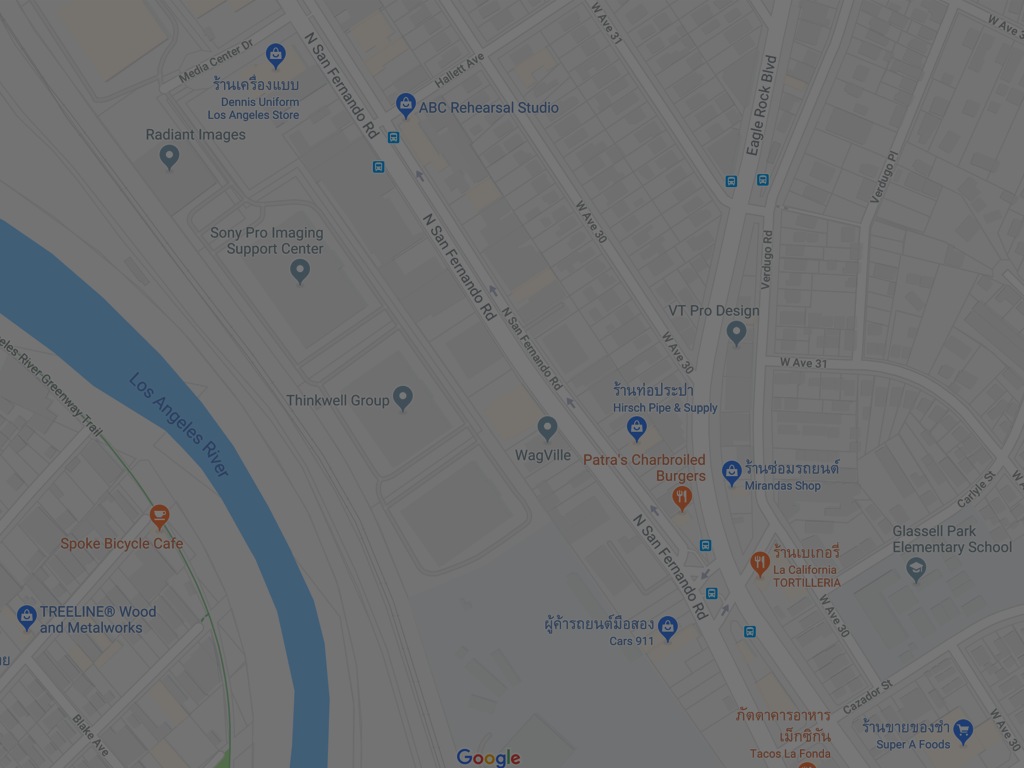 W Ave 31
W Ave 3
Media Center Dr
N San Fernando Rd
Hallett Ave
Eagle Rock Blvd
ร้านเครื่องแบบ
Dennis Uniform
Los Angeles Store
ABC Rehearsal Studio
Radiant Images
Verdugo Pl
W Ave 30
N San Fernando Rd
Sony Pro Imaging
Support Center
Verdugo Rd
N San Fernando Rd
VT Pro Design
W Ave 30
W Ave 31
eles River Greenway Trail
Los Angeles River
Thinkwell Group
ร้านท่อประปา
Hirsch Pipe & Supply
WagVille
Patra's Charbroiled
Burgers
ร้านซ่อมรถยนต์
Mirandas Shop
Carlyle St
W
Spoke Bicycle Cafe
N San Fernando Rd
Glassell Park
Elementary School
ร้านเบเกอรี
La California
TORTILLERIA
TREELINE® Wood
and Metalworks
ผู้ค้ารถยนต์มือสอง
Cars 911
W Ave 30
ย
Blake Ave
Cazador St
ภัตตาคารอาหาร
เม็กซิกัน
Tacos La Fonda
ร้านขายของชำ
Super A Foods
W Ave 30
Google